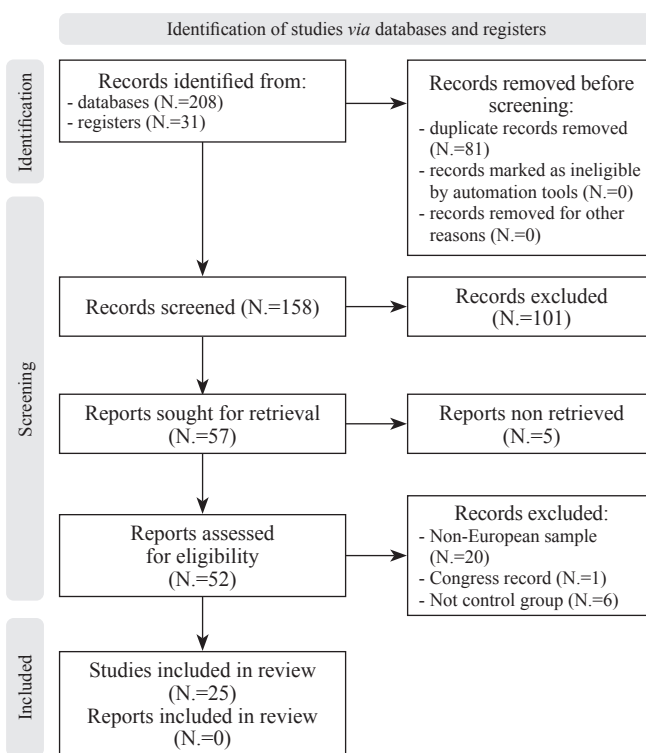 Identification of studies via databases and registers
Identification
Records identified from:
- databases (N.=208)
- registers (N.=31)
Records removed before
screening:
- duplicate records removed
(N.=81)
- records marked as ineligible
by automation tools (N.=0)
- records removed for other
reasons (N.=0)
Screening
Records screened (N.=158)
Records excluded
(N.=101)
Reports sought for retrieval
(N.=57)
Reports non retrieved
(N.=5)
Reports assessed
for eligibility
(N.=52)
Records excluded:
- Non-European sample
(N.=20)
- Congress record (N.=1)
- Not control group (N.=6)
Included
Studies included in review
(N.=25)
Reports included in review
(N.=0)